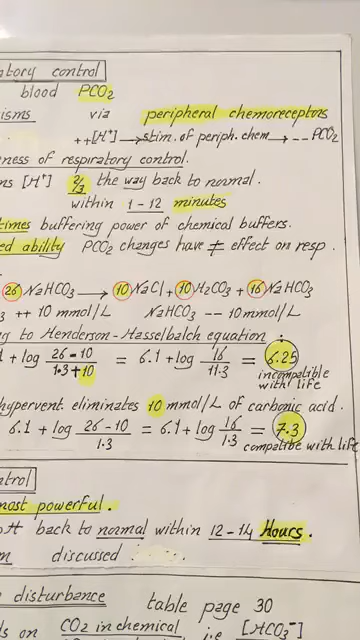 atory control
blood PCO2
isms via peripheral chemoreceptors
++[H+] → stim. of periph. chem → -- PCO2
ness of respiratory control.
ns [H+] 2/3 the way back to normal.
within 1 - 12 minutes
times buffering power of chemical buffers.
ed ability PCO2 changes have ≠ effect on resp.
26 NaHCO3 → 10 NaCl + 10 H2CO3 + 16 NaHCO3
3 ++ 10 mmol/L NaHCO3 -- 10 mmol/L
g to Henderson-Hasselbalch equation :
1 + log 26 - 10 / 1.3 + 10 = 6.1 + log 16 / 11.3 = 6.25
incompatible
with life
hypervent. eliminates 10 mmol/L of carbonic acid.
6.1 + log 26 - 10 / 1.3 = 6.1 + log 16 / 1.3 = 7.3
compatible with life
ntrol
most powerful.
pH back to normal within 12 - 14 Hours.
m discussed
disturbance table page 30
ds on CO2 in chemical i.e [HCO3-]